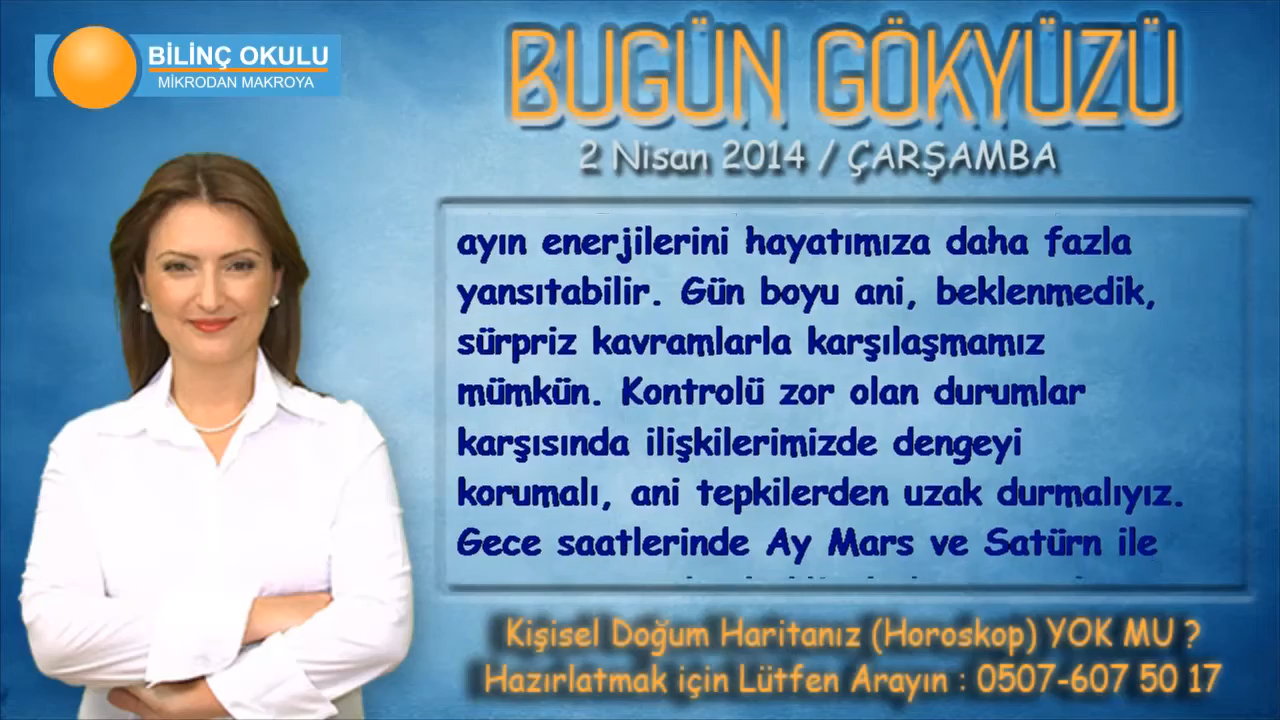 BİLİNÇ OKULU
MİKRODAN MAKROYA
BUGÜN GÖKYÜZÜ
2 Nisan 2014 / ÇARŞAMBA
ayın enerjilerini hayatımıza daha fazla
yansıtabilir. Gün boyu ani, beklenmedik,
sürpriz kavramlarla karşılaşmamız
mümkün. Kontrolü zor olan durumlar
karşısında ilişkilerimizde dengeyi
korumalı, ani tepkilerden uzak durmalıyız.
Gece saatlerinde Ay Mars ve Satürn ile
Kişisel Doğum Haritanız (Horoskop) YOK MU ?
Hazırlatmak için Lütfen Arayın : 0507-607 50 17